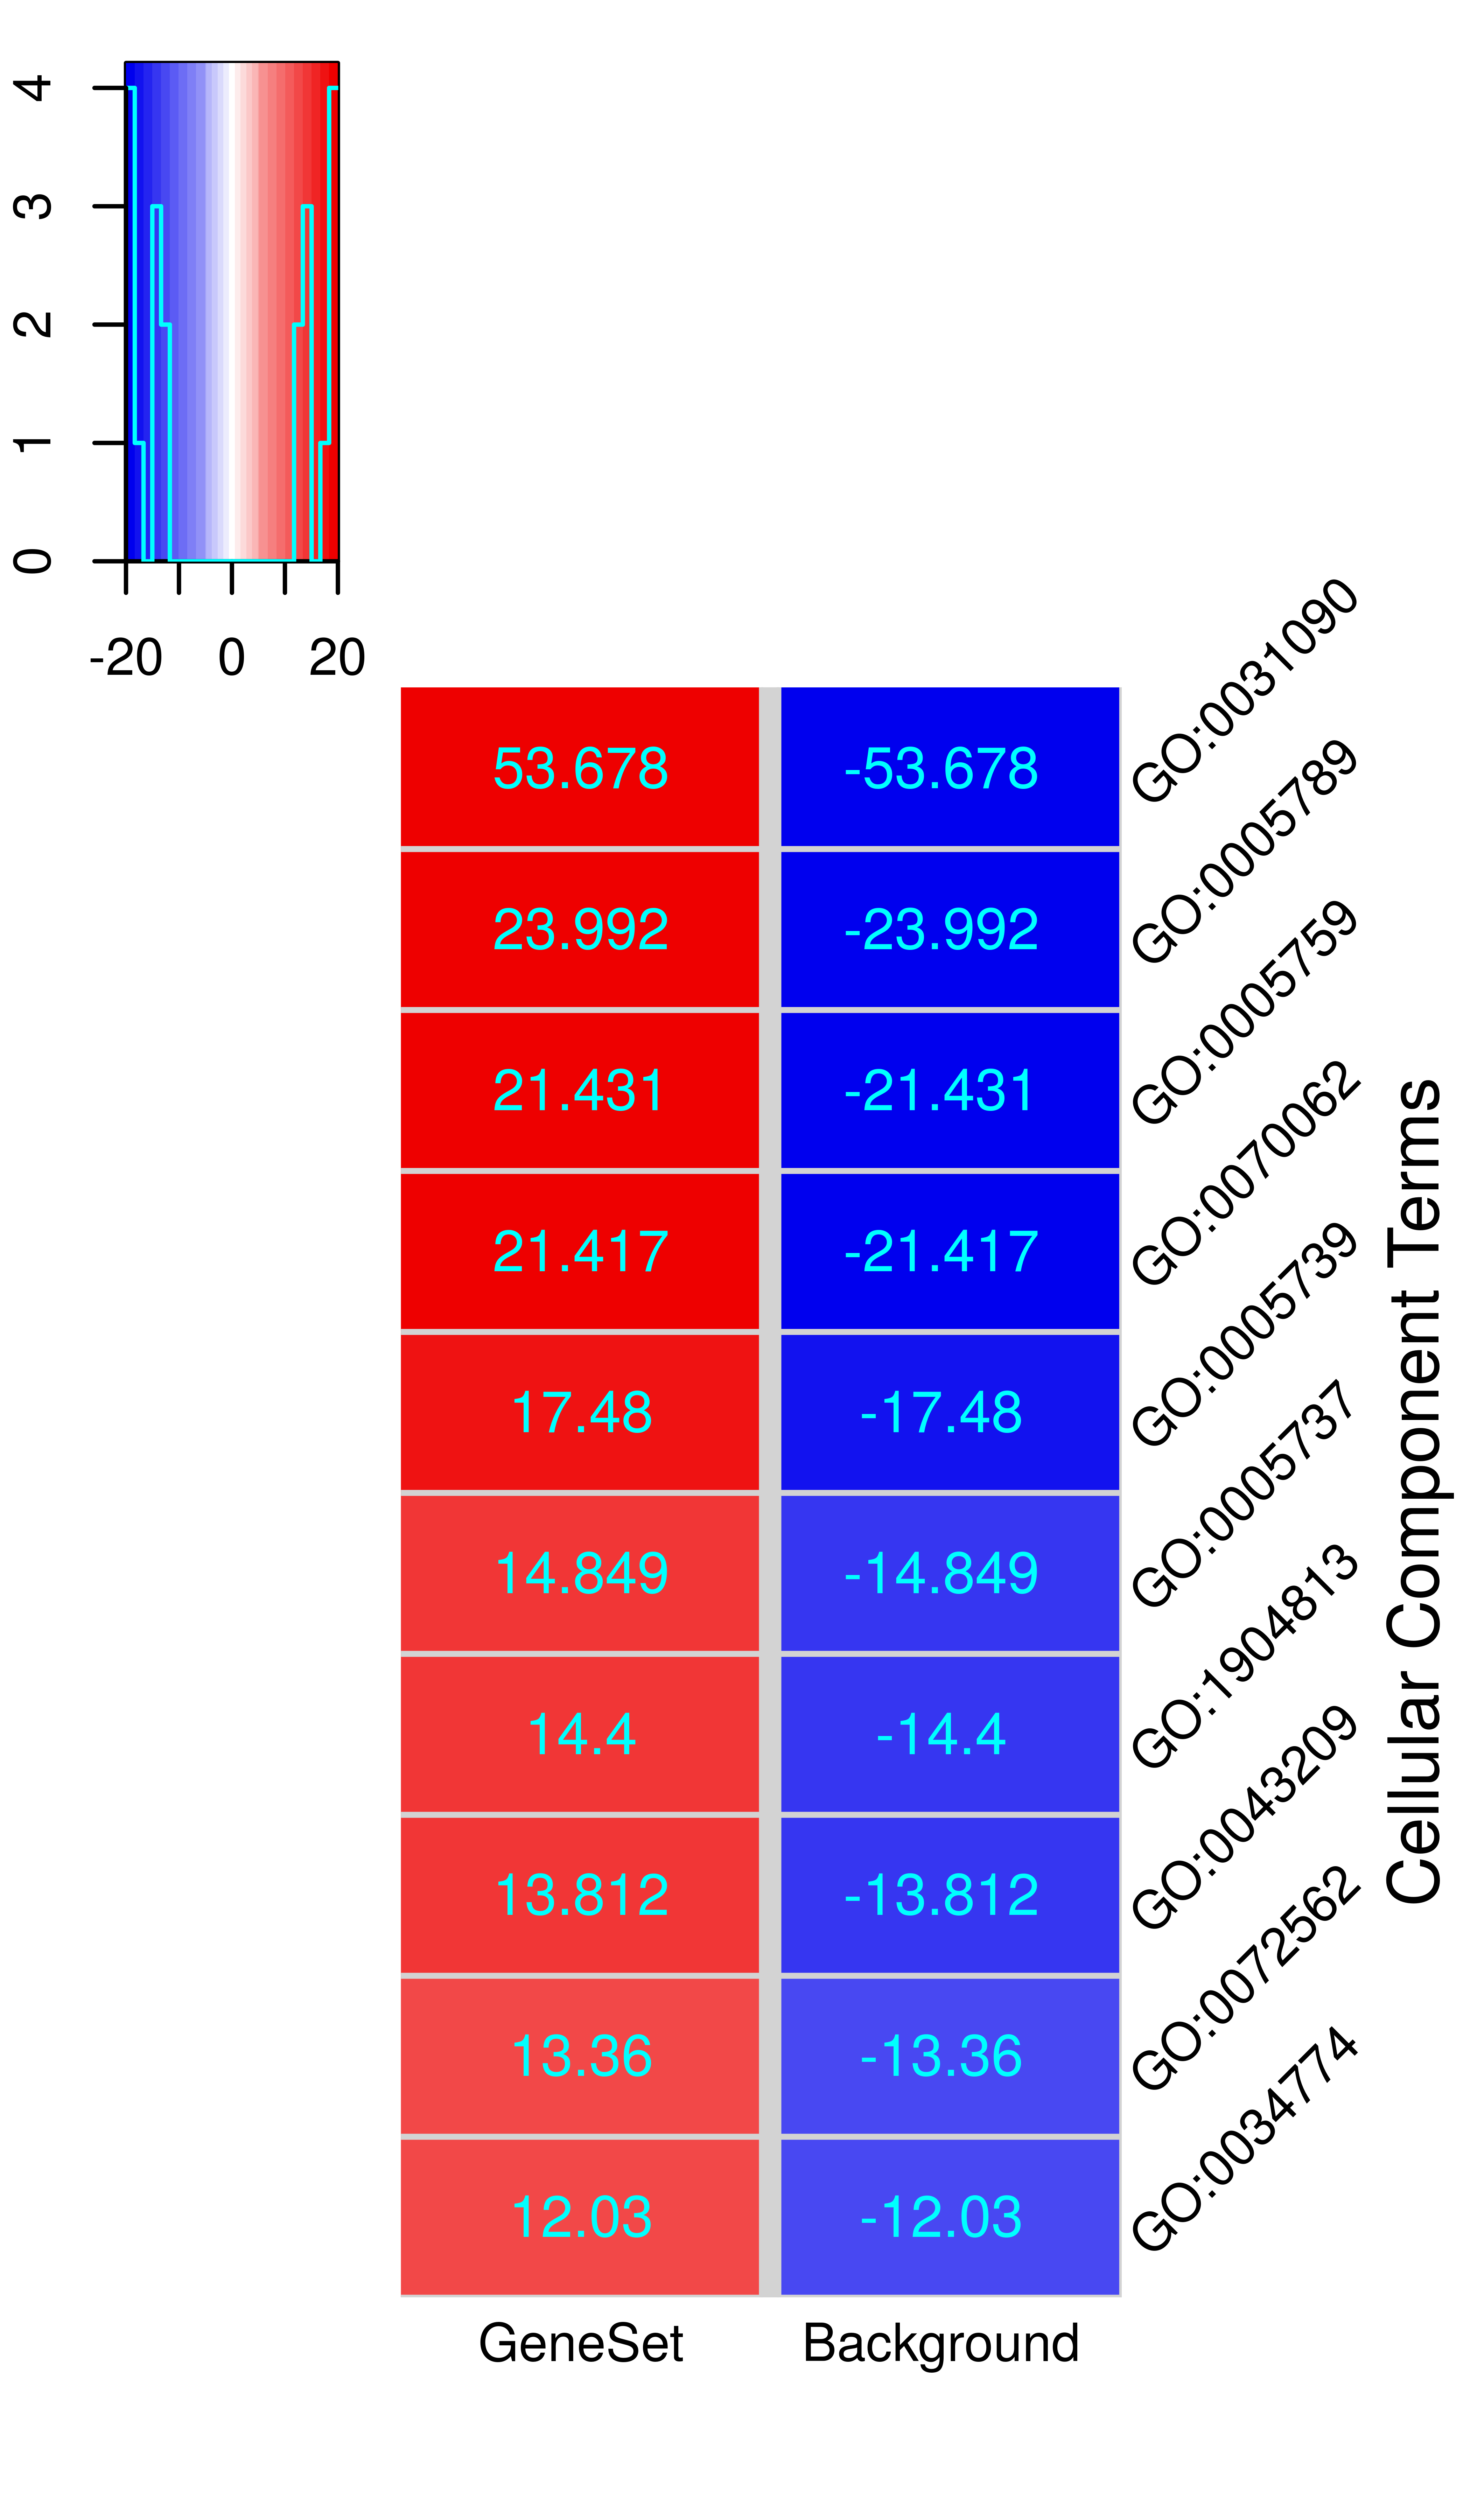 4
3
2
1
0
-20 0 20
53.678 -53.678 GO:0031090
23.992 -23.992 GO:0005789
21.431 -21.431 GO:0005759
21.417 -21.417 GO:0070062
17.48 -17.48 GO:0005739
14.849 -14.849 GO:0005737
14.4 -14.4 GO:1904813
13.812 -13.812 GO:0043209
13.36 -13.36 GO:0072562
12.03 -12.03 GO:0034774
GeneSet Background
Cellular Component Terms